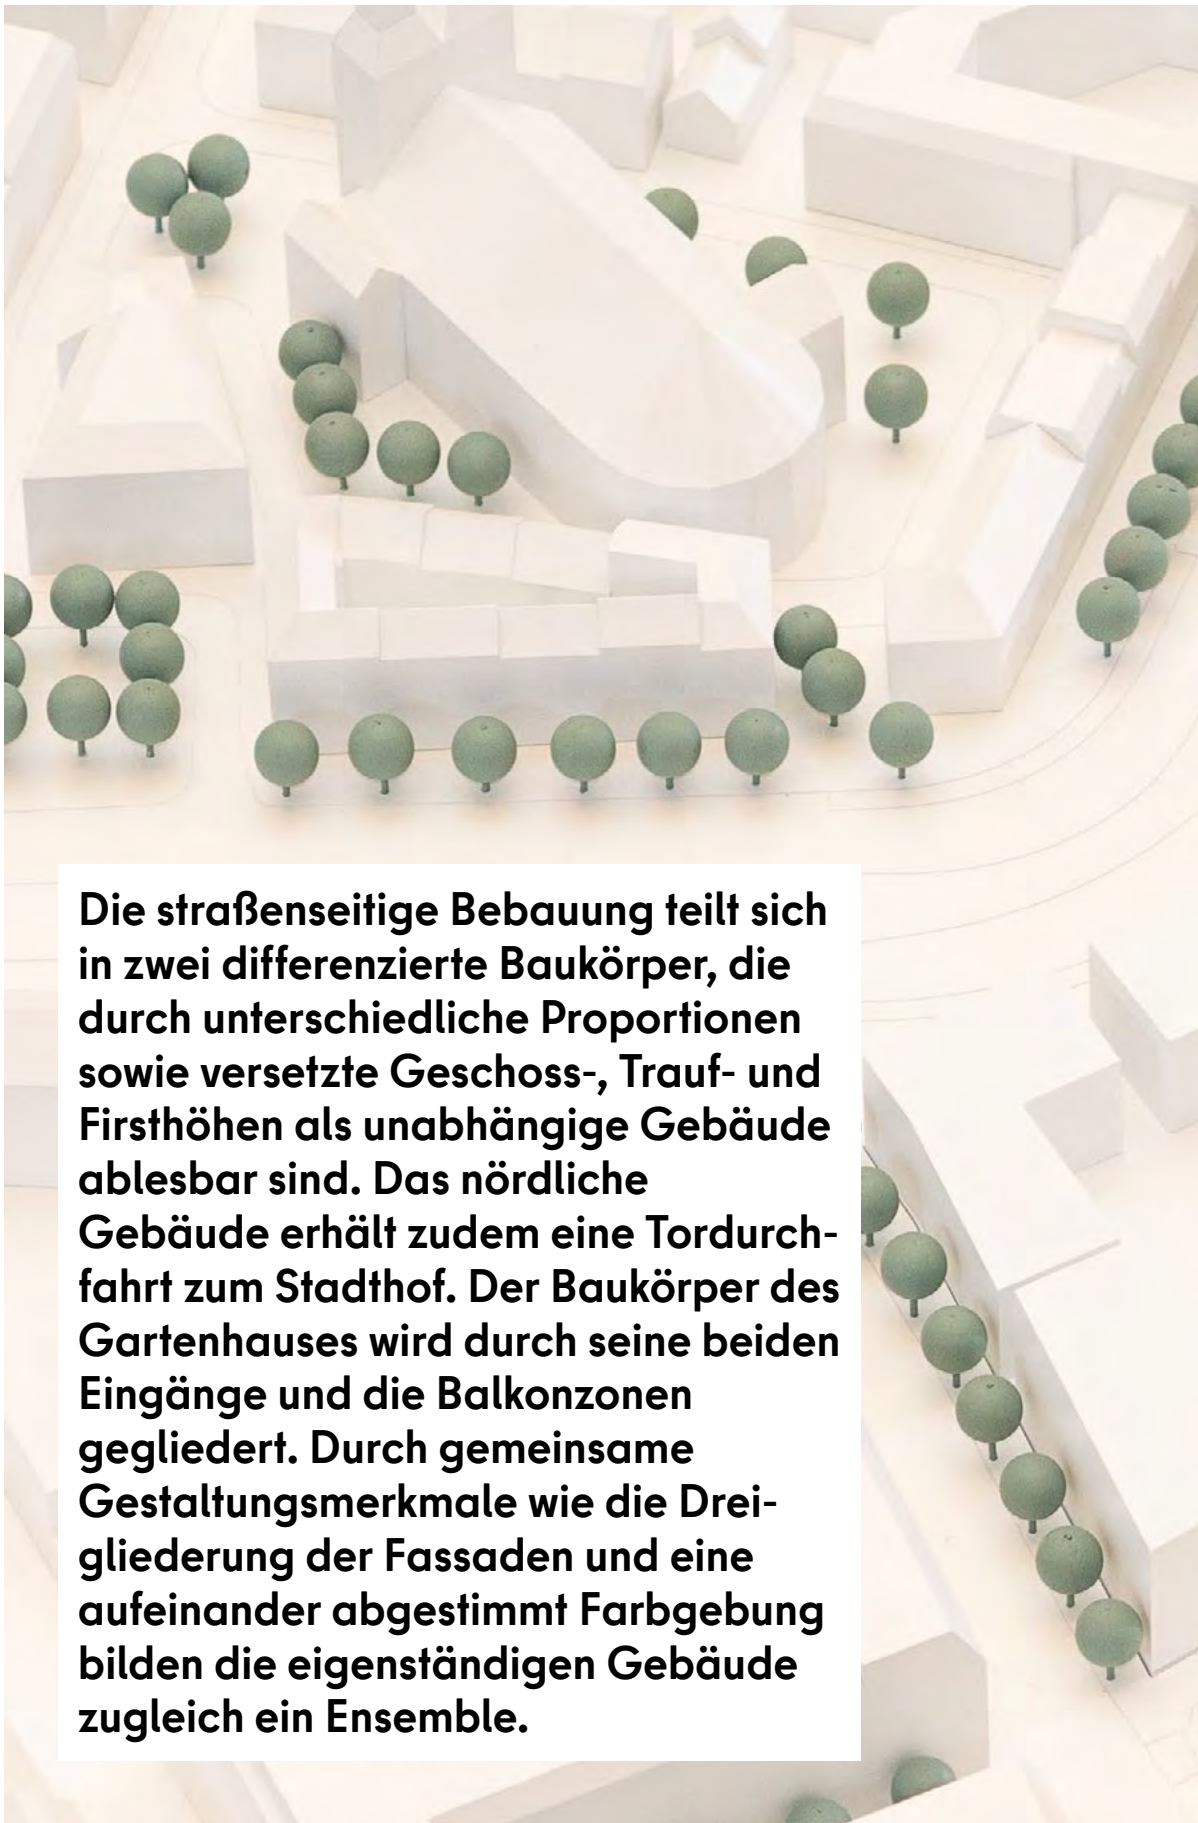 Die straßenseitige Bebauung teilt sich
in zwei differenzierte Baukörper, die
durch unterschiedliche Proportionen
sowie versetzte Geschoss-, Trauf- und
Firsthöhen als unabhängige Gebäude
ablesbar sind. Das nördliche
Gebäude erhält zudem eine Tordurch-
fahrt zum Stadthof. Der Baukörper des
Gartenhauses wird durch seine beiden
Eingänge und die Balkonzonen
gegliedert. Durch gemeinsame
Gestaltungsmerkmale wie die Drei-
gliederung der Fassaden und eine
aufeinander abgestimmt Farbgebung
bilden die eigenständigen Gebäude
zugleich ein Ensemble.